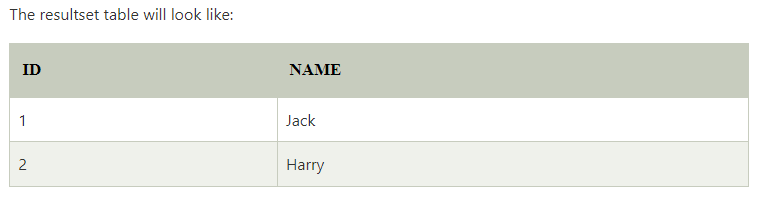 The resultset table will look like:
ID NAME
1 Jack
2 Harry